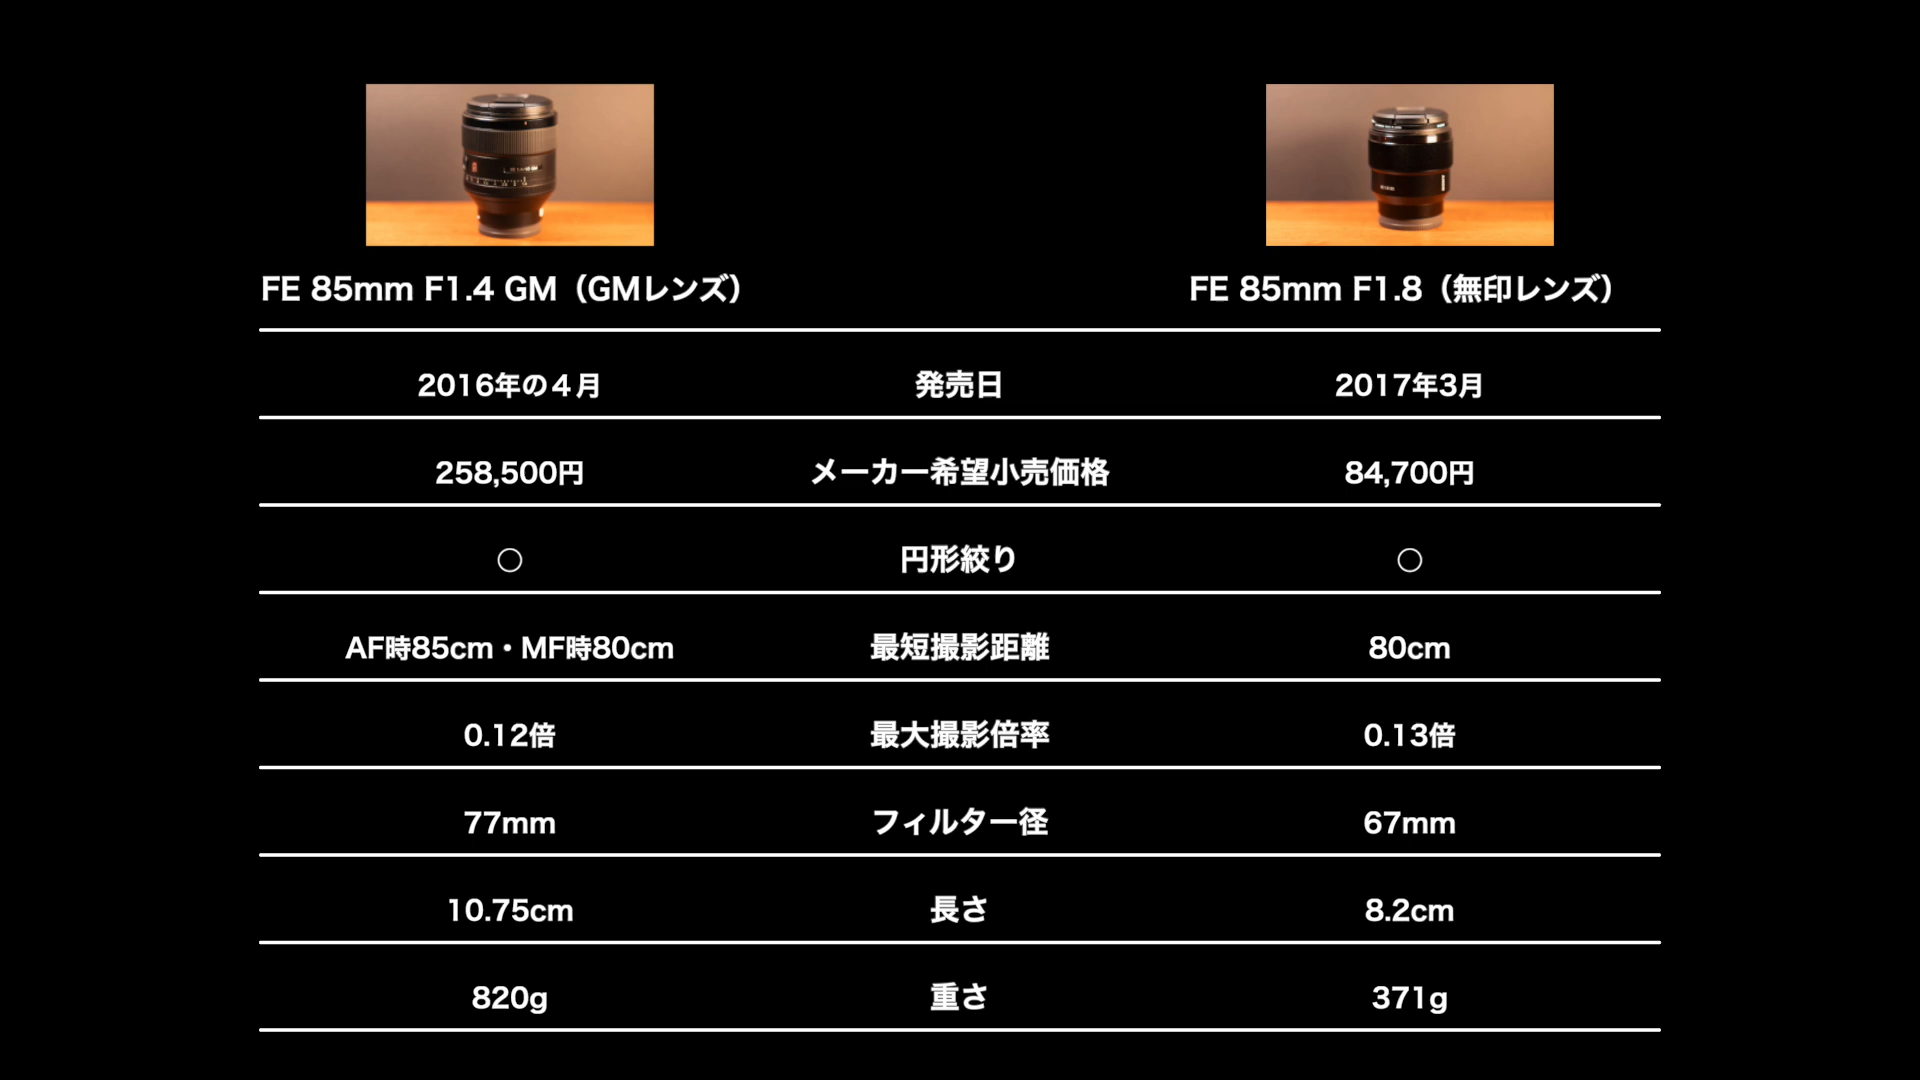 FE 85mm F1.4 GM（GMレンズ）
FE 85mm F1.8（無印レンズ）
2016年の４月 発売日 2017年3月
258,500円 メーカー希望小売価格 84,700円
○ 円形絞り ○
AF時85cm・MF時80cm 最短撮影距離 80cm
0.12倍 最大撮影倍率 0.13倍
77mm フィルター径 67mm
10.75cm 長さ 8.2cm
820g 重さ 371g